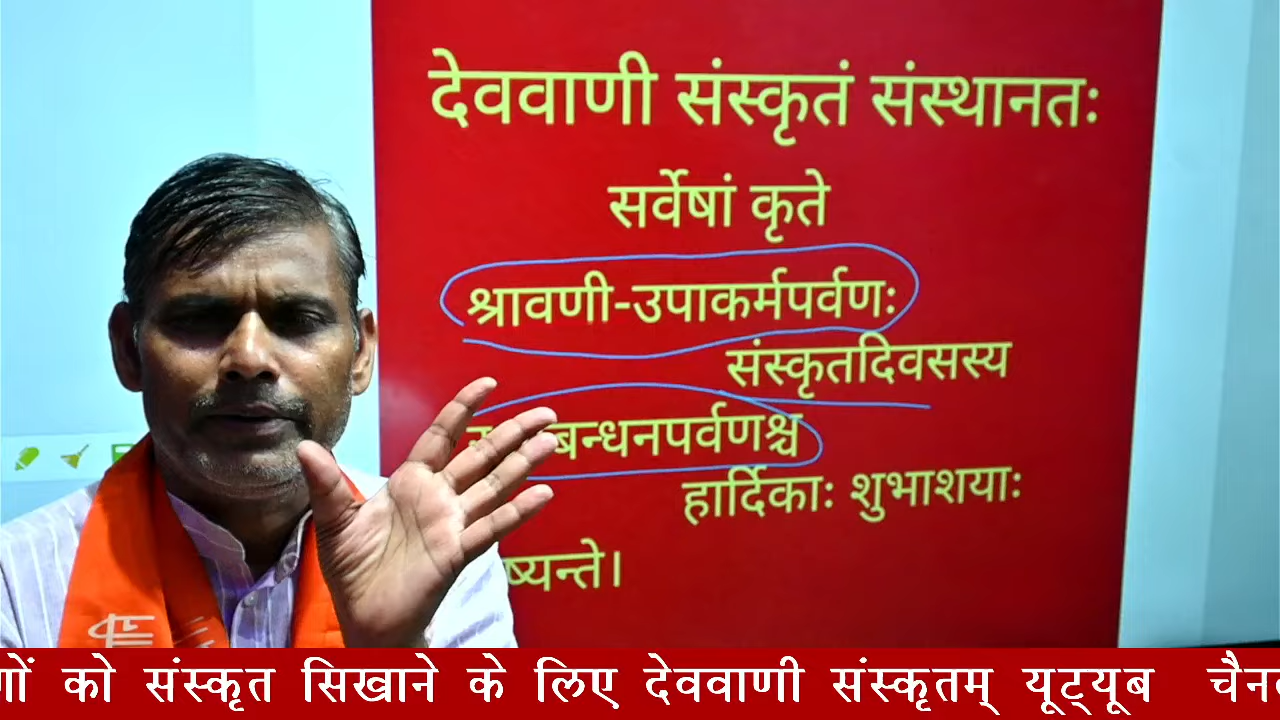 देववाणी संस्कृतं संस्थानतः
सर्वेषां कृते
श्रावणी-उपाकर्मपर्वणः
संस्कृतदिवसस्य
बन्धनपर्वणश्च
हार्दिकाः शुभाशयाः
ष्यन्ते।
गों को संस्कृत सिखाने के लिए देववाणी संस्कृतम् यूट्यूब चैन